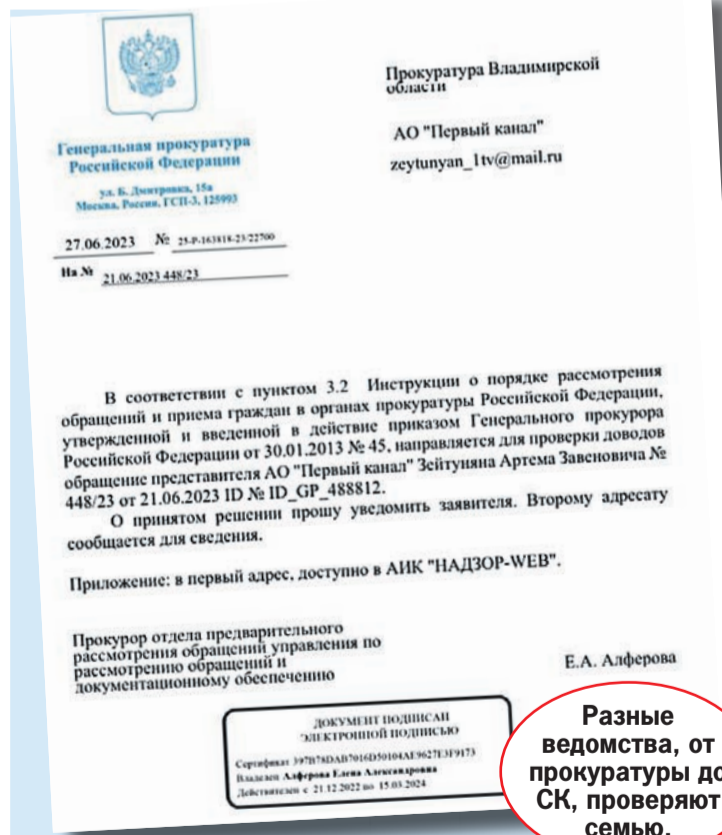 Генеральная прокуратура
Российской Федерации
ул. Б. Дмитровка, 15а
Москва, Россия, ГСП-3, 125993
27.06.2023 № 25-Р-163818-23/22700
На № 21.06.2023 448/23
Прокуратура Владимирской
области
АО "Первый канал"
zeytunyan_1tv@mail.ru
В соответствии с пунктом 3.2 Инструкции о порядке рассмотрения
обращений и приема граждан в органах прокуратуры Российской Федерации,
утвержденной и введенной в действие приказом Генерального прокурора
Российской Федерации от 30.01.2013 № 45, направляется для проверки доводов
обращение представителя АО "Первый канал" Зейтуняна Артема Завеновича №
448/23 от 21.06.2023 ID № ID_GP_488812.
О принятом решении прошу уведомить заявителя. Второму адресату
сообщается для сведения.
Приложение: в первый адрес, доступно в АИК "НАДЗОР-WEB".
Прокурор отдела предварительного
рассмотрения обращений управления по
рассмотрению обращений и
документационному обеспечению
Е.А. Алферова
ДОКУМЕНТ ПОДПИСАН
ЭЛЕКТРОННОЙ ПОДПИСЬЮ
Сертификат
Владелец Алферова Елена Александровна
Действителен с 21.12.2022 по 15.03.2024
Разные
ведомства, от
прокуратуры до
СК, проверяют
семью.